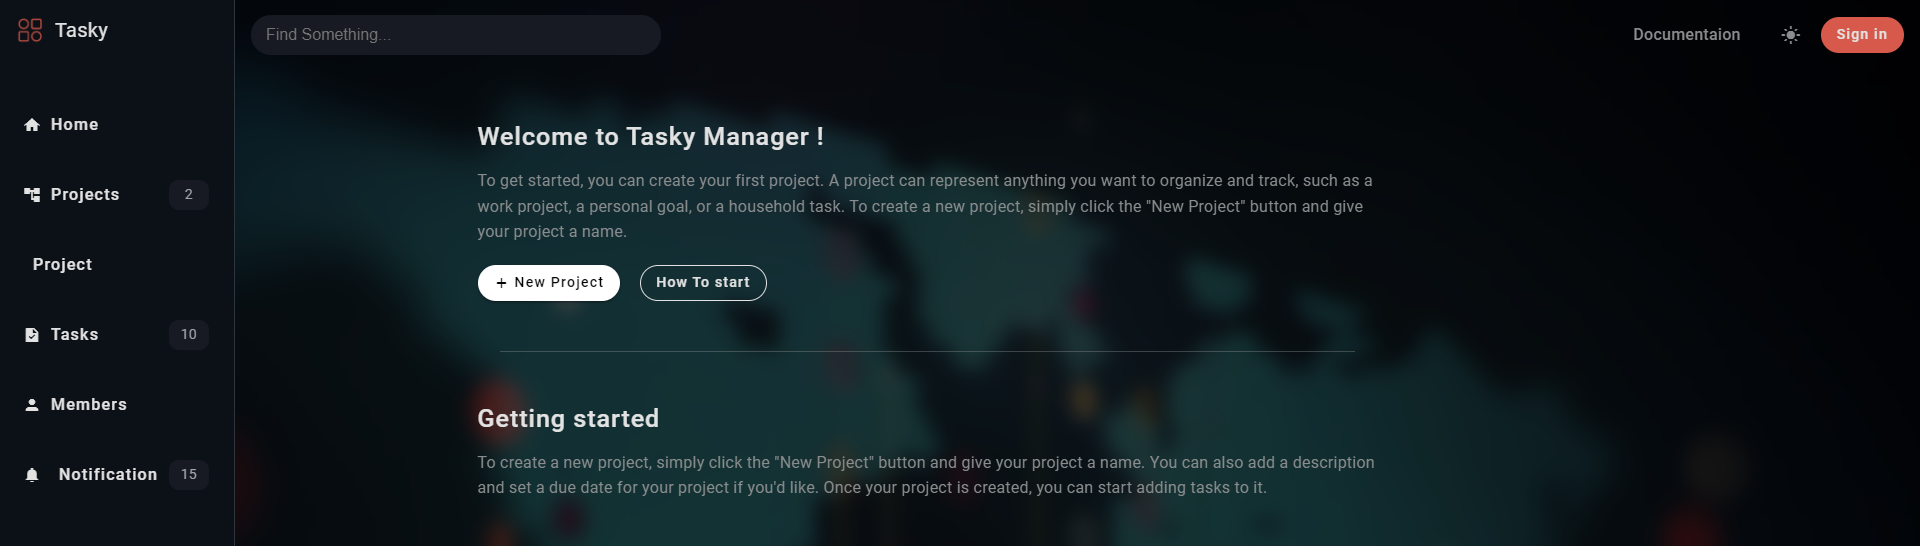 Tasky
Find Something...
Documentaion
Sign in
Home
Projects 2
Project
Tasks 10
Members
Notification 15
Welcome to Tasky Manager !
To get started, you can create your first project. A project can represent anything you want to organize and track, such as a
work project, a personal goal, or a household task. To create a new project, simply click the "New Project" button and give
your project a name.
+ New Project
How To start
Getting started
To create a new project, simply click the "New Project" button and give your project a name. You can also add a description
and set a due date for your project if you'd like. Once your project is created, you can start adding tasks to it.